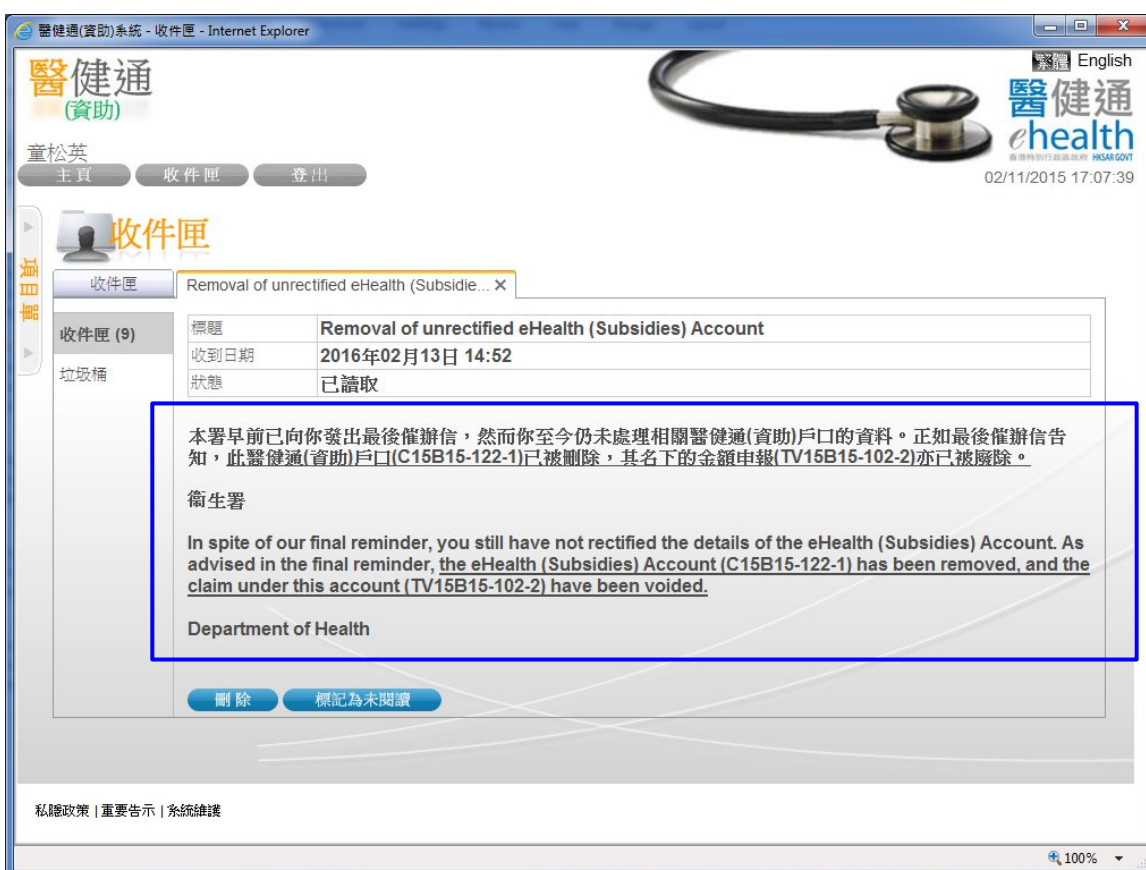 醫健通(資助)系統 - 收件匣 - Internet Explorer
繁體 English
醫健通
(資助)
醫健通
ehealth
香港特別行政區政府 HKSAR GOVT
童松英
主頁 收件匣 登出
02/11/2015 17:07:39
項目單
收件匣
收件匣 Removal of unrectified eHealth (Subsidie... X
收件匣 (9)
垃圾桶
標題 Removal of unrectified eHealth (Subsidies) Account
收到日期 2016年02月13日 14:52
狀態 已讀取
本署早前已向你發出最後催辦信，然而你至今仍未處理相關醫健通(資助)戶口的資料。正如最後催辦信告
知，此醫健通(資助)戶口(C15B15-122-1)已被刪除，其名下的金額申報(TV15B15-102-2)亦已被廢除。
衞生署
In spite of our final reminder, you still have not rectified the details of the eHealth (Subsidies) Account. As
advised in the final reminder, the eHealth (Subsidies) Account (C15B15-122-1) has been removed, and the
claim under this account (TV15B15-102-2) have been voided.
Department of Health
刪除 標記為未閱讀
私隱政策 | 重要告示 | 系統維護
100%